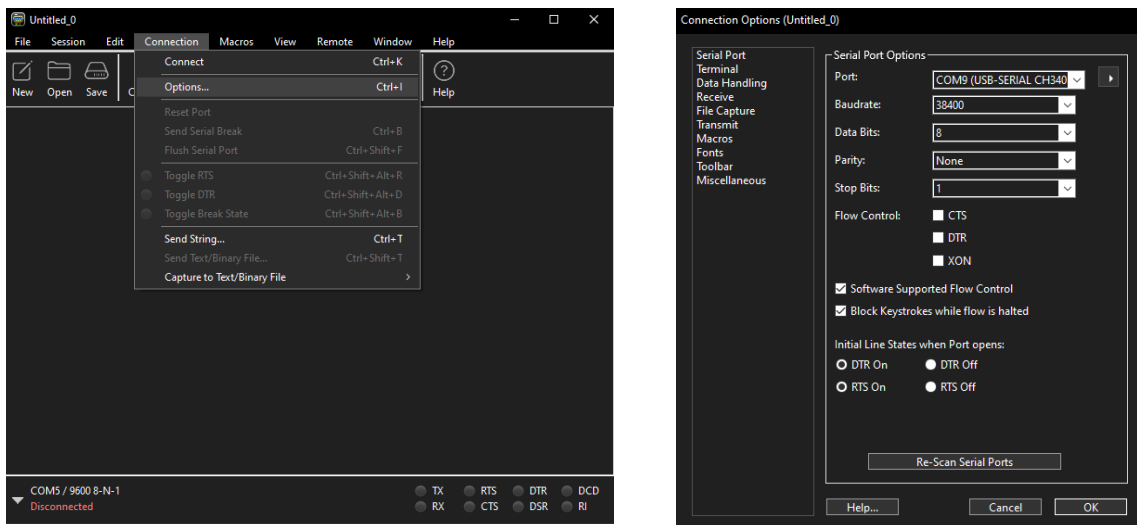 Untitled_0
File Session Edit Connection Macros View Remote Window Help
New Open Save C Help
Connect Ctrl+K
Options... Ctrl+I
Reset Port
Send Serial Break Ctrl+B
Flush Serial Port Ctrl+Shift+F
Toggle RTS Ctrl+Shift+Alt+R
Toggle DTR Ctrl+Shift+Alt+D
Toggle Break State Ctrl+Shift+Alt+B
Send String... Ctrl+T
Send Text/Binary File... Ctrl+Shift+T
Capture to Text/Binary File
COM5 / 9600 8-N-1
Disconnected
TX RTS DTR DCD
RX CTS DSR RI
Connection Options (Untitled_0)
Serial Port
Terminal
Data Handling
Receive
File Capture
Transmit
Macros
Fonts
Toolbar
Miscellaneous
Serial Port Options
Port: COM9 (USB-SERIAL CH340
Baudrate: 38400
Data Bits: 8
Parity: None
Stop Bits: 1
Flow Control: CTS
DTR
XON
Software Supported Flow Control
Block Keystrokes while flow is halted
Initial Line States when Port opens:
DTR On DTR Off
RTS On RTS Off
Re-Scan Serial Ports
Help... Cancel OK